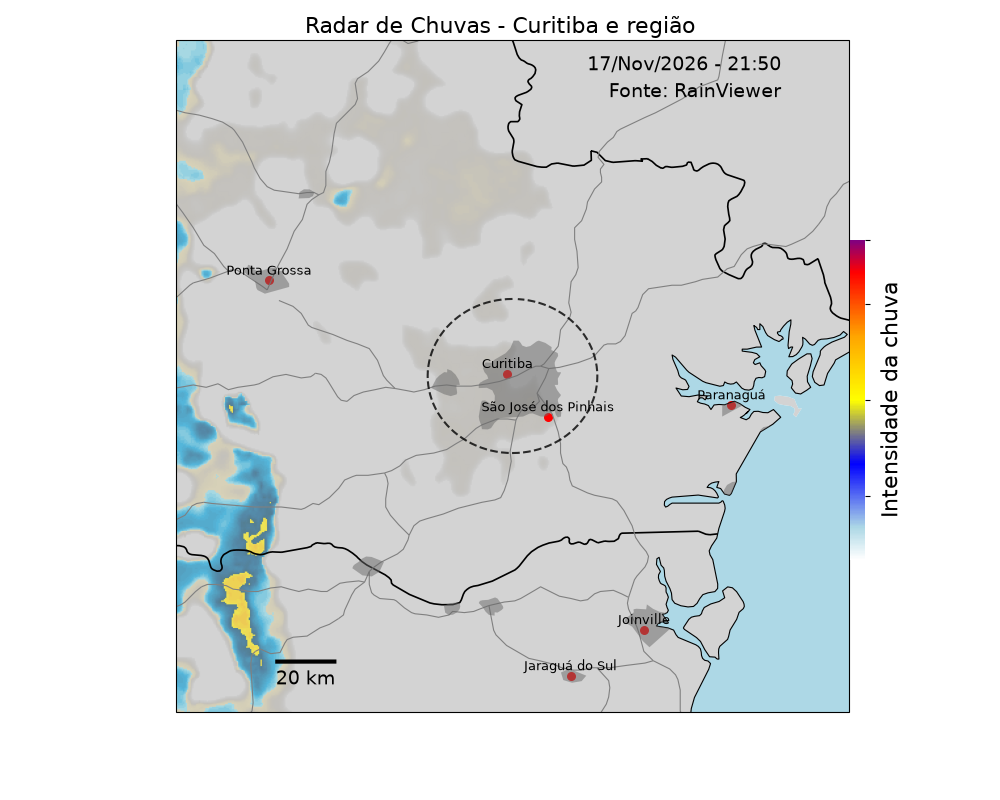 Radar de Chuvas - Curitiba e região
17/Nov/2026 - 21:50
Fonte: RainViewer
Ponta Grossa
Curitiba
Paranaguá
São José dos Pinhais
Intensidade da chuva
Joinville
Jaraguá do Sul
20 km